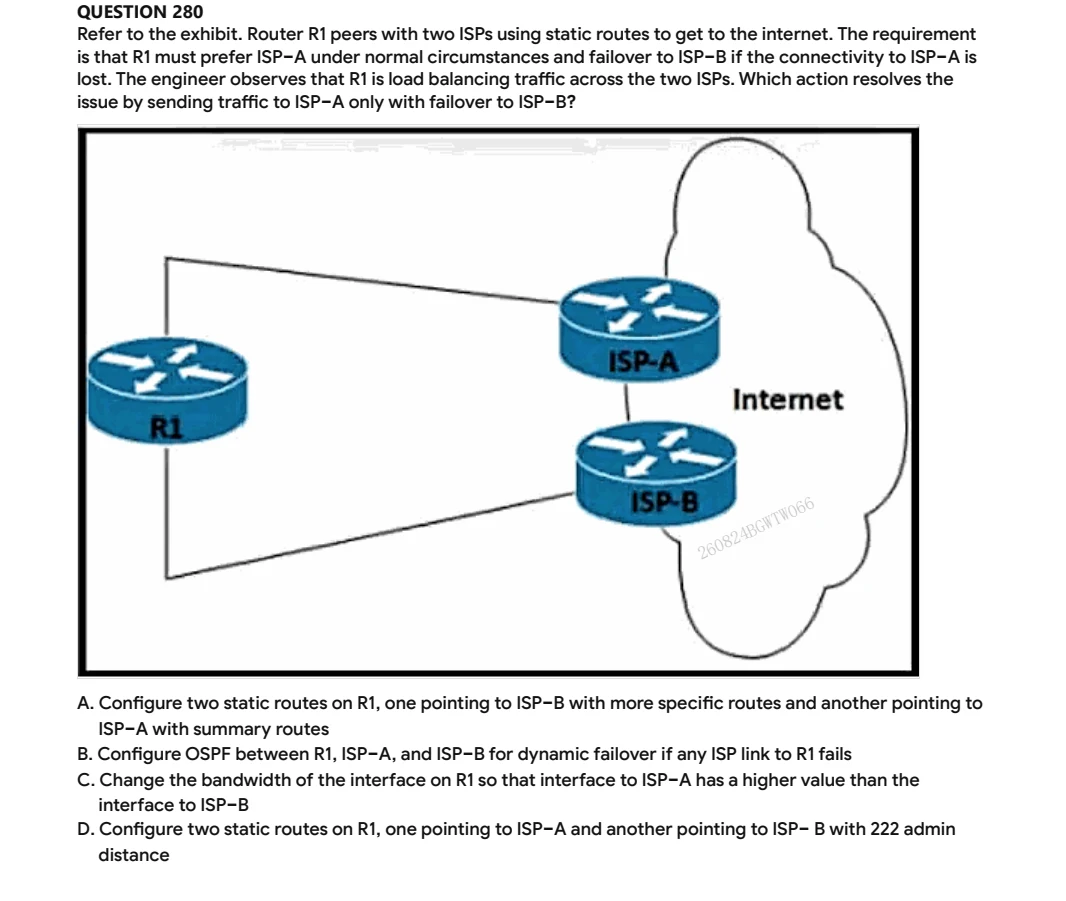 QUESTION 280
Refer to the exhibit. Router R1 peers with two ISPs using static routes to get to the internet. The requirement
is that R1 must prefer ISP-A under normal circumstances and failover to ISP-B if the connectivity to ISP-A is
lost. The engineer observes that R1 is load balancing traffic across the two ISPs. Which action resolves the
issue by sending traffic to ISP-A only with failover to ISP-B?
ISP-A
Internet
R1
ISP-B
260824BGWTW066
A. Configure two static routes on R1, one pointing to ISP-B with more specific routes and another pointing to
ISP-A with summary routes
B. Configure OSPF between R1, ISP-A, and ISP-B for dynamic failover if any ISP link to R1 fails
C. Change the bandwidth of the interface on R1 so that interface to ISP-A has a higher value than the
interface to ISP-B
D. Configure two static routes on R1, one pointing to ISP-A and another pointing to ISP- B with 222 admin
distance